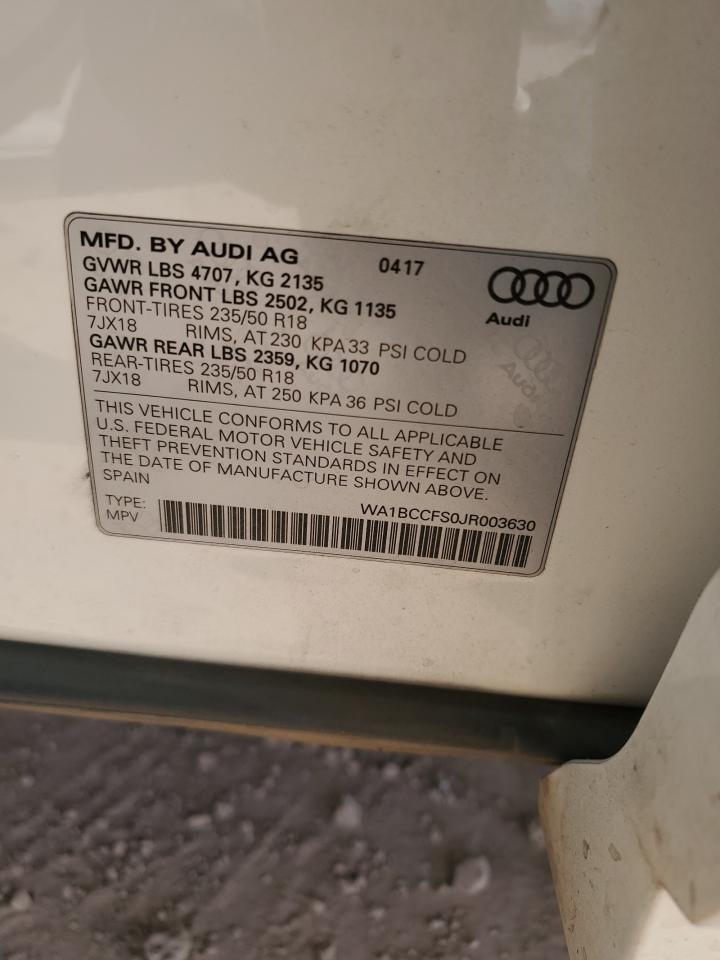 MFD. BY AUDI AG 0417
GVWR LBS 4707, KG 2135
GAWR FRONT LBS 2502, KG 1135
FRONT-TIRES 235/50 R18
7JX18 RIMS, AT 230 KPA 33 PSI COLD
GAWR REAR LBS 2359, KG 1070
REAR-TIRES 235/50 R18
7JX18 RIMS, AT 250 KPA 36 PSI COLD
Audi
Audi
THIS VEHICLE CONFORMS TO ALL APPLICABLE
U.S. FEDERAL MOTOR VEHICLE SAFETY AND
THEFT PREVENTION STANDARDS IN EFFECT ON
THE DATE OF MANUFACTURE SHOWN ABOVE.
SPAIN
TYPE:
MPV
WA1BCCFS0JR003630